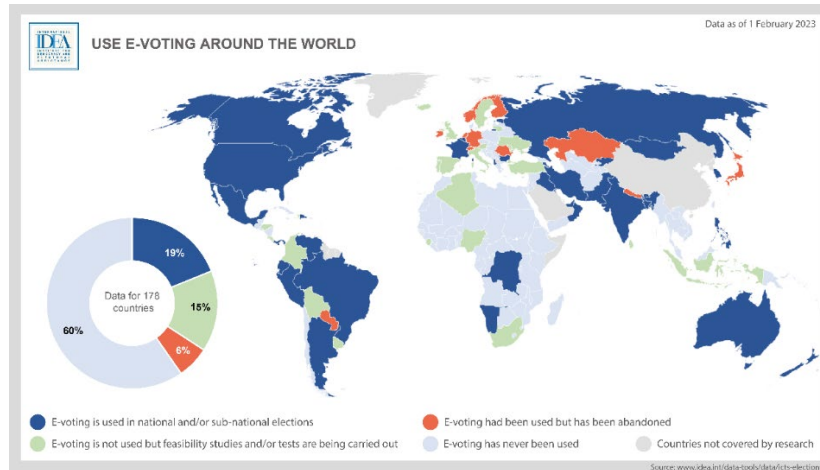 Data as of 1 February 2023
INTERNATIONAL
IDEA
USE E-VOTING AROUND THE WORLD
19%
Data for 178
countries
15%
60%
6%
E-voting is used in national and/or sub-national elections
E-voting had been used but has been abandoned
E-voting is not used but feasibility studies and/or tests are being carried out
E-voting has never been used
Countries not covered by research
Source: www.idea.int/data-tools/data/icts-election